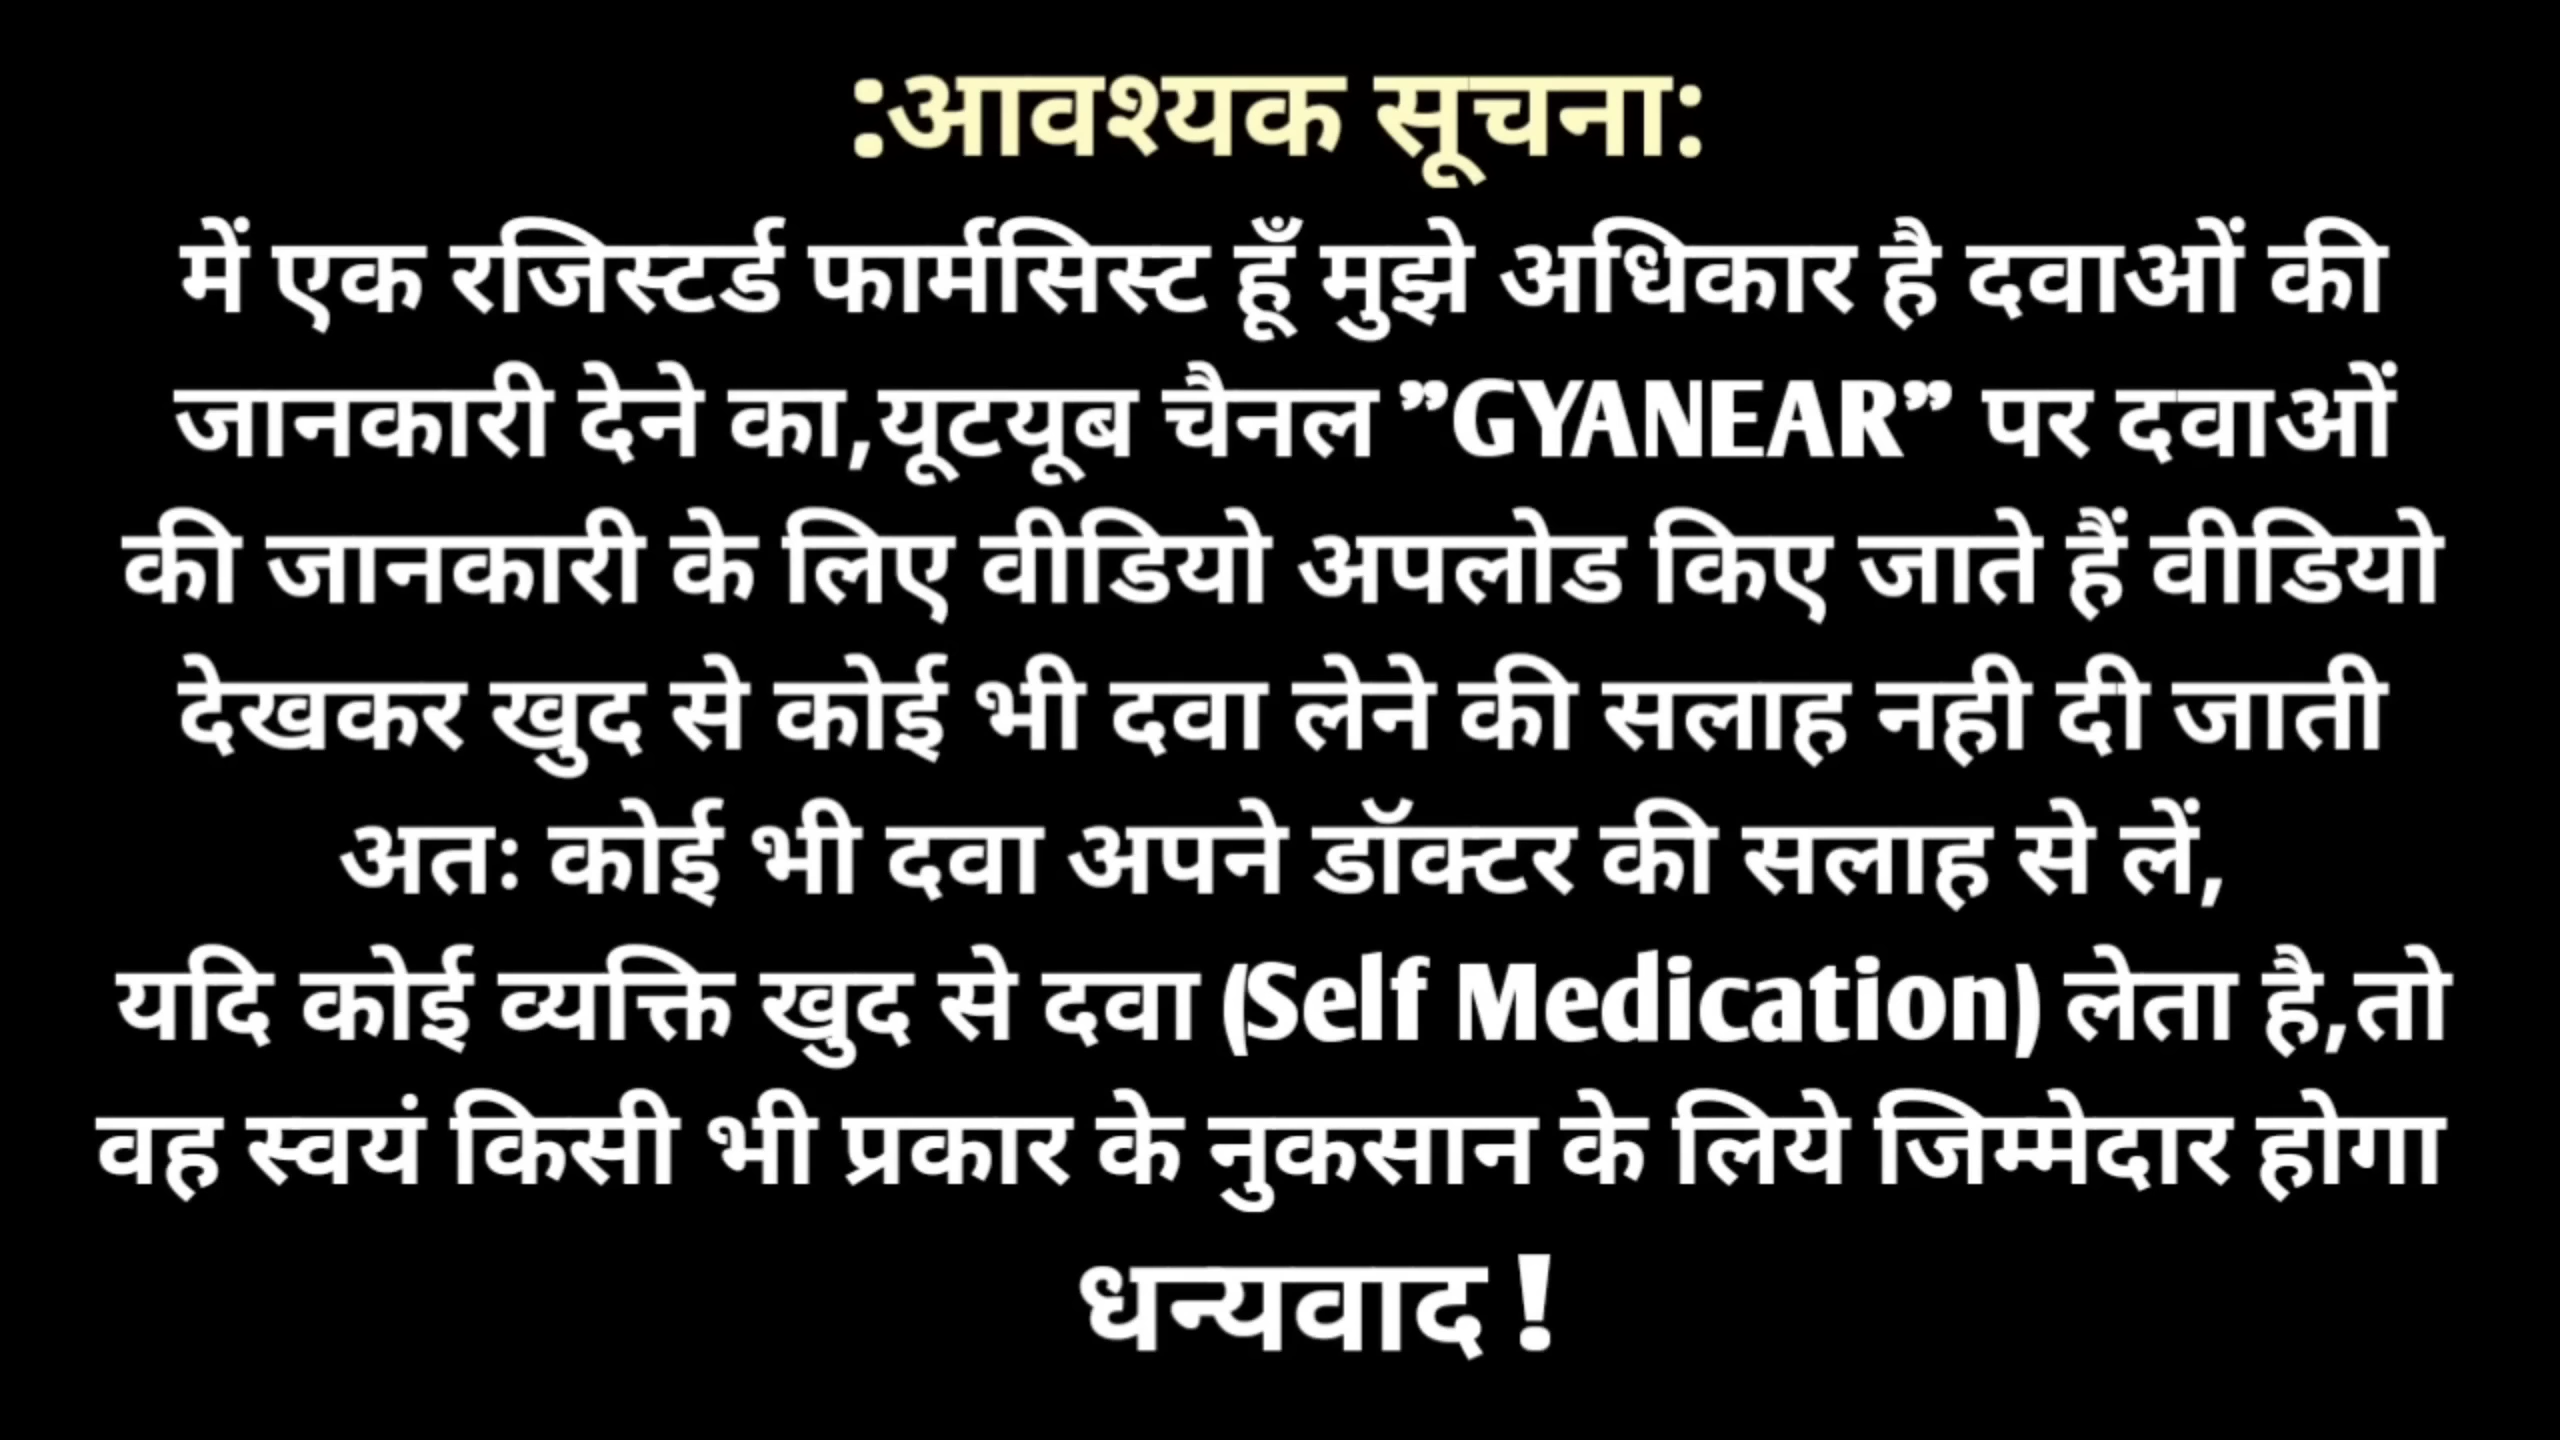 :आवश्यक सूचना:
में एक रजिस्टर्ड फार्मसिस्ट हूँ मुझे अधिकार है दवाओं की
जानकारी देने का,यूटयूब चैनल ”GYANEAR” पर दवाओं
की जानकारी के लिए वीडियो अपलोड किए जाते हैं वीडियो
देखकर खुद से कोई भी दवा लेने की सलाह नही दी जाती
अतः कोई भी दवा अपने डॉक्टर की सलाह से लें,
यदि कोई व्यक्ति खुद से दवा (Self Medication) लेता है,तो
वह स्वयं किसी भी प्रकार के नुकसान के लिये जिम्मेदार होगा
धन्यवाद !